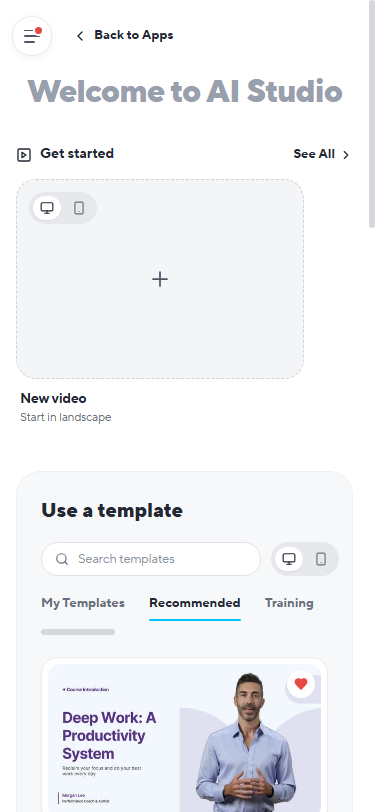 Back to Apps
Welcome to AI Studio
Get started
See All
New video
Start in landscape
Use a template
Search templates
My Templates
Recommended
Training
+ Course Introduction
Deep Work: A
Productivity
System
Reclaim your focus and do your best
work every day
Morgan Lee
Performance Coach & Author